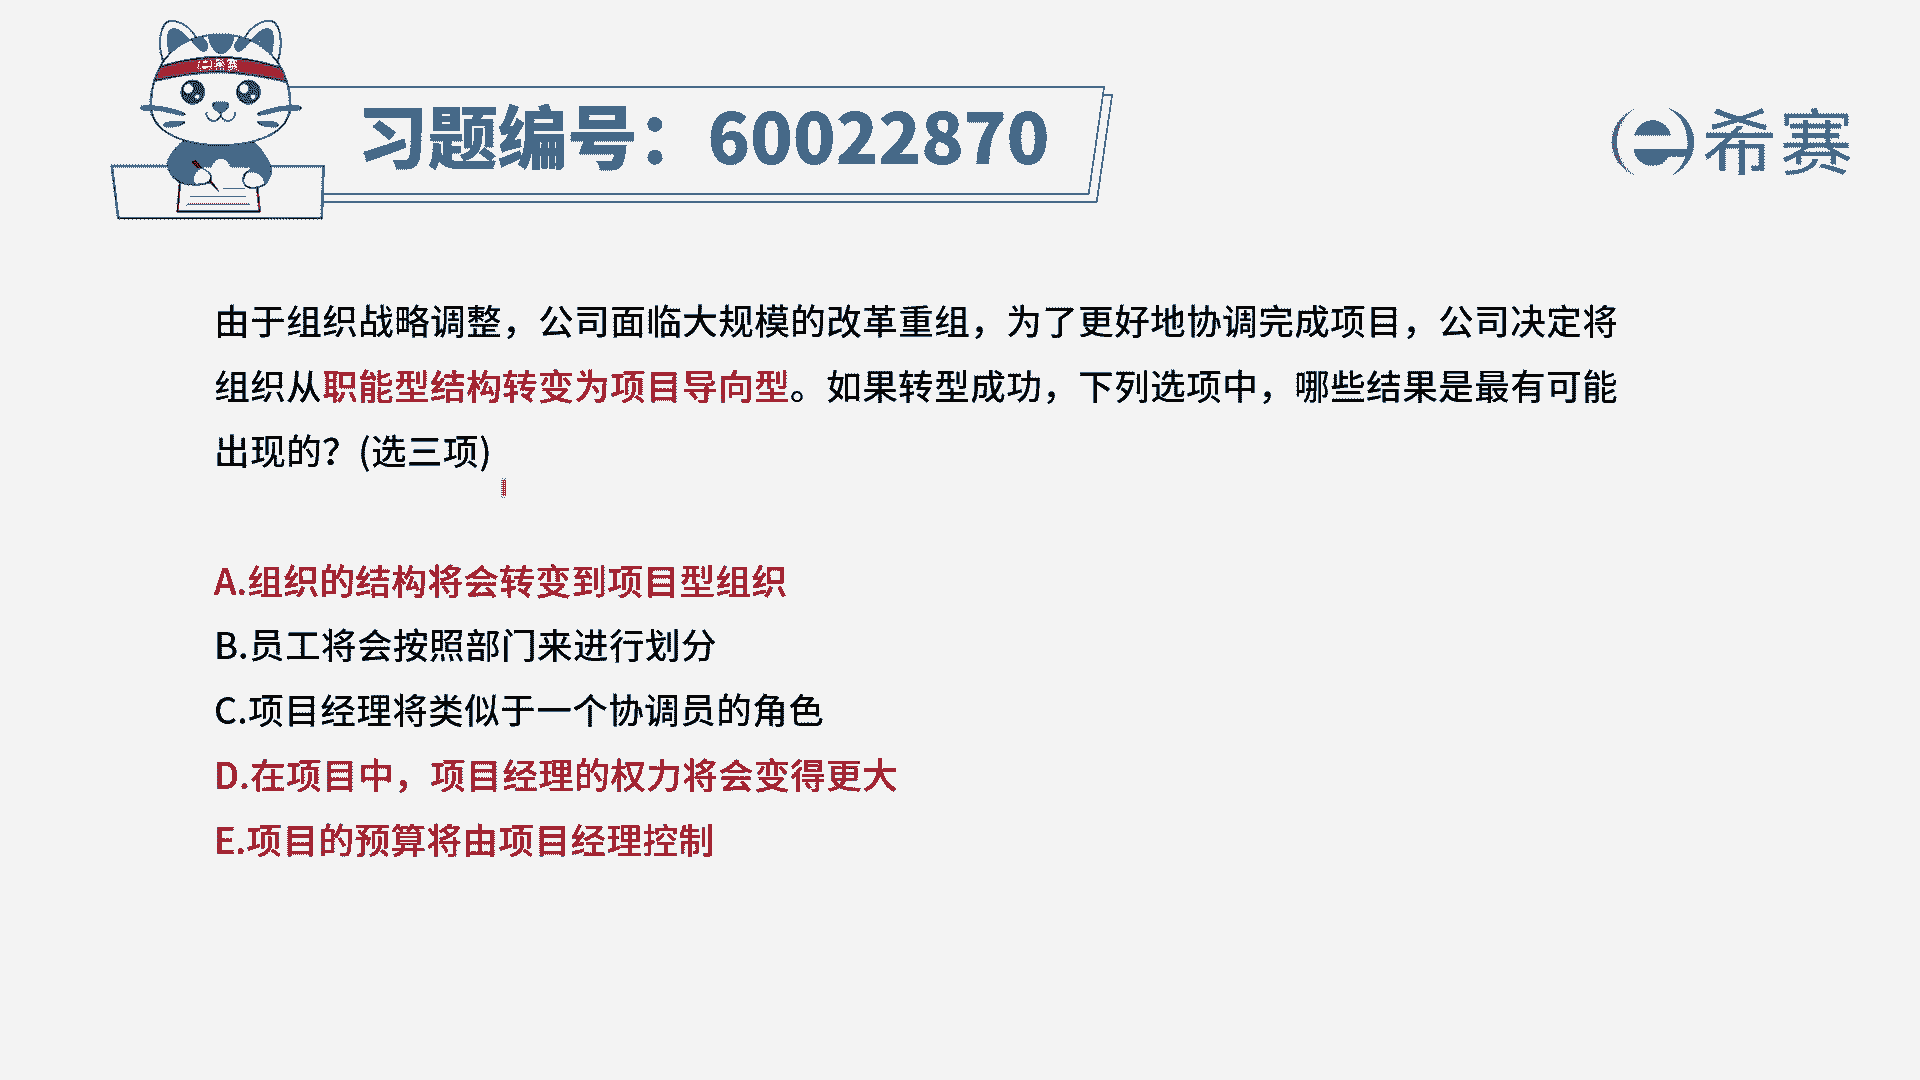 习题编号：60022870
希赛
由于组织战略调整，公司面临大规模的改革重组，为了更好地协调完成项目，公司决定将
组织从职能型结构转变为项目导向型。如果转型成功，下列选项中，哪些结果是最有可能
出现的？(选三项)
A.组织的结构将会转变到项目型组织
B.员工将会按照部门来进行划分
C.项目经理将类似于一个协调员的角色
D.在项目中，项目经理的权力将会变得更大
E.项目的预算将由项目经理控制